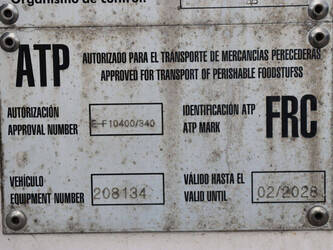 Organismo de control:
ATP
AUTORIZADO PARA EL TRANSPORTE DE MERCANCÍAS PERECEDERAS
APPROVED FOR TRANSPORT OF PERISHABLE FOODSTUFSS
AUTORIZACIÓN
APPROVAL NUMBER
E-F10400/340
IDENTIFICACIÓN ATP
ATP MARK
FRC
VEHÍCULO
EQUIPMENT NUMBER
208134
VÁLIDO HASTA EL
VALID UNTIL
02/2028